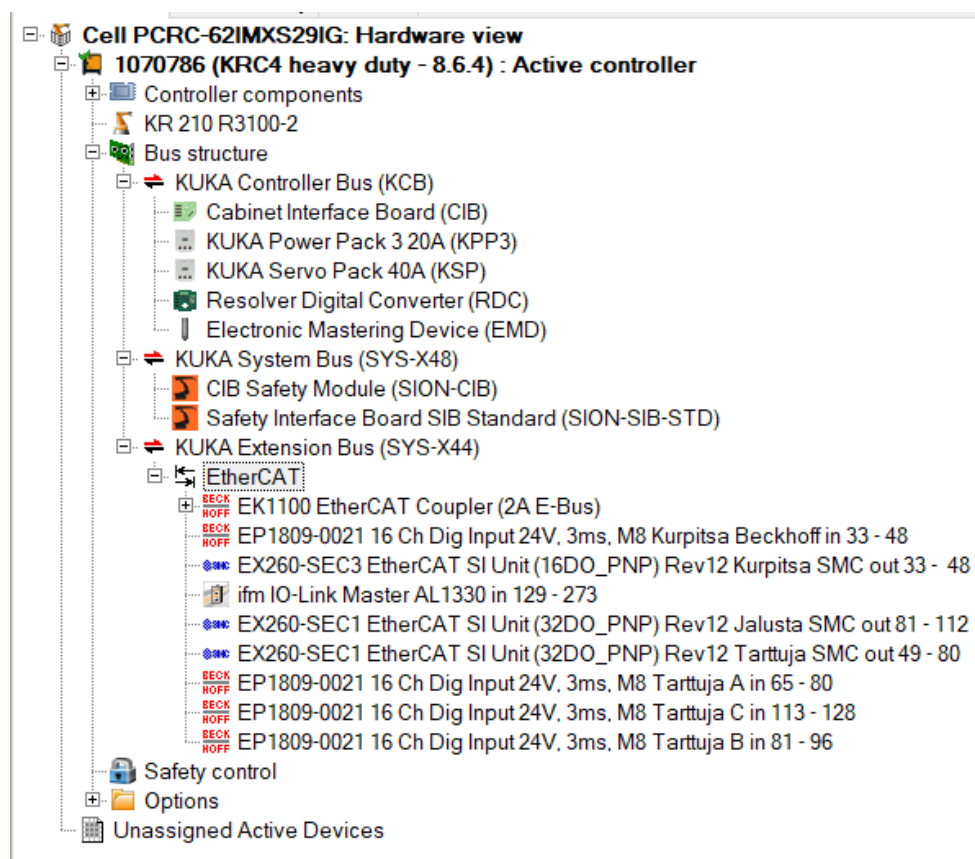 Cell PCRC-62IMXS29IG: Hardware view
1070786 (KRC4 heavy duty - 8.6.4) : Active controller
Controller components
KR 210 R3100-2
Bus structure
KUKA Controller Bus (KCB)
Cabinet Interface Board (CIB)
KUKA Power Pack 3 20A (KPP3)
KUKA Servo Pack 40A (KSP)
Resolver Digital Converter (RDC)
Electronic Mastering Device (EMD)
KUKA System Bus (SYS-X48)
CIB Safety Module (SION-CIB)
Safety Interface Board SIB Standard (SION-SIB-STD)
KUKA Extension Bus (SYS-X44)
EtherCAT
BECKHOFF EK1100 EtherCAT Coupler (2A E-Bus)
BECKHOFF EP1809-0021 16 Ch Dig Input 24V, 3ms, M8 Kurpitsa Beckhoff in 33 - 48
SMC EX260-SEC3 EtherCAT SI Unit (16DO_PNP) Rev12 Kurpitsa SMC out 33 - 48
ifm IO-Link Master AL1330 in 129 - 273
SMC EX260-SEC1 EtherCAT SI Unit (32DO_PNP) Rev12 Jalusta SMC out 81 - 112
SMC EX260-SEC1 EtherCAT SI Unit (32DO_PNP) Rev12 Tarttuja SMC out 49 - 80
BECKHOFF EP1809-0021 16 Ch Dig Input 24V, 3ms, M8 Tarttuja A in 65 - 80
BECKHOFF EP1809-0021 16 Ch Dig Input 24V, 3ms, M8 Tarttuja C in 113 - 128
BECKHOFF EP1809-0021 16 Ch Dig Input 24V, 3ms, M8 Tarttuja B in 81 - 96
Safety control
Options
Unassigned Active Devices